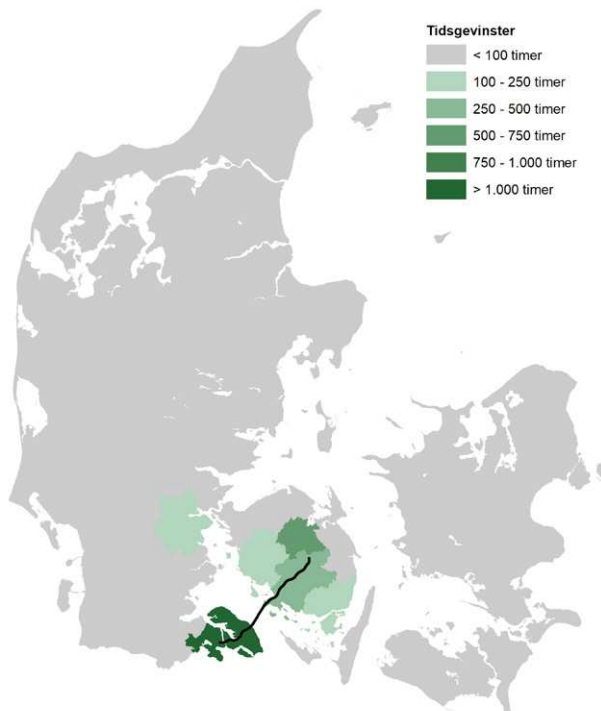 Tidsgevinster
< 100 timer
100 - 250 timer
250 - 500 timer
500 - 750 timer
750 - 1.000 timer
> 1.000 timer